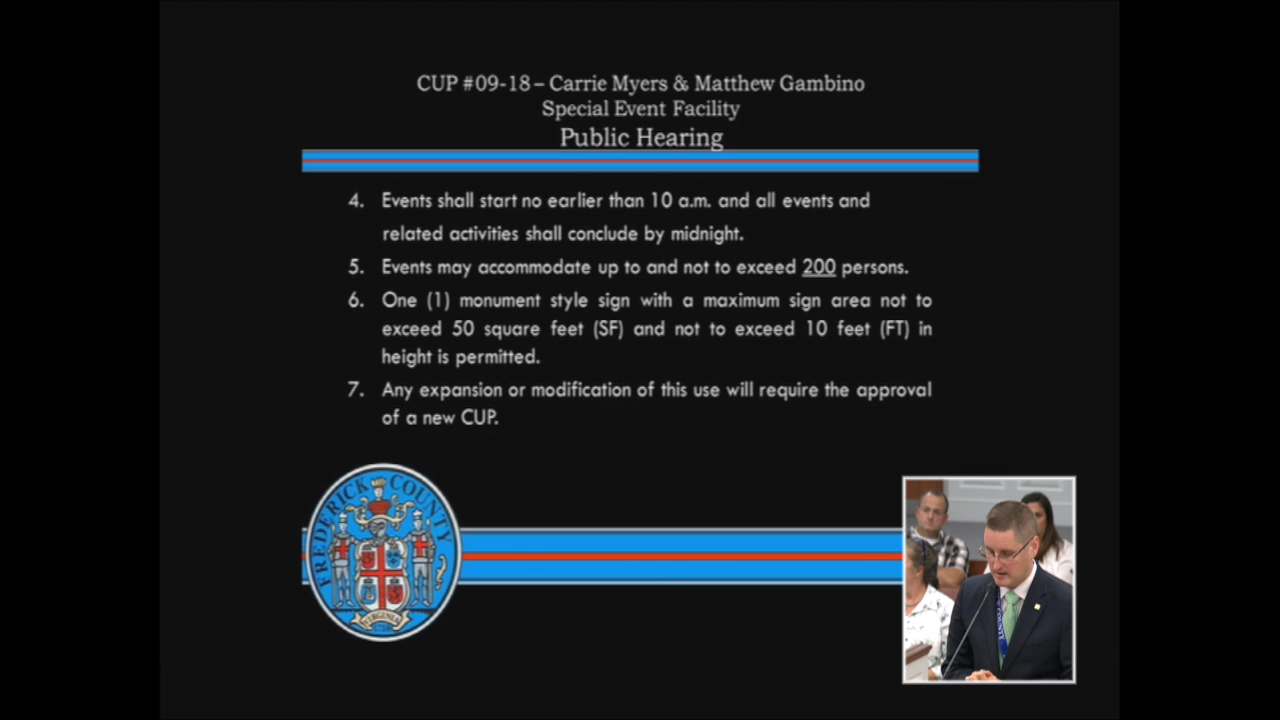 CUP #09-18 – Carrie Myers & Matthew Gambino
Special Event Facility
Public Hearing
4. Events shall start no earlier than 10 a.m. and all events and
related activities shall conclude by midnight.
5. Events may accommodate up to and not to exceed 200 persons.
6. One (1) monument style sign with a maximum sign area not to
exceed 50 square feet (SF) and not to exceed 10 feet (FT) in
height is permitted.
7. Any expansion or modification of this use will require the approval
of a new CUP.
FREDERICK COUNTY
VIRGINIA
COUNTY